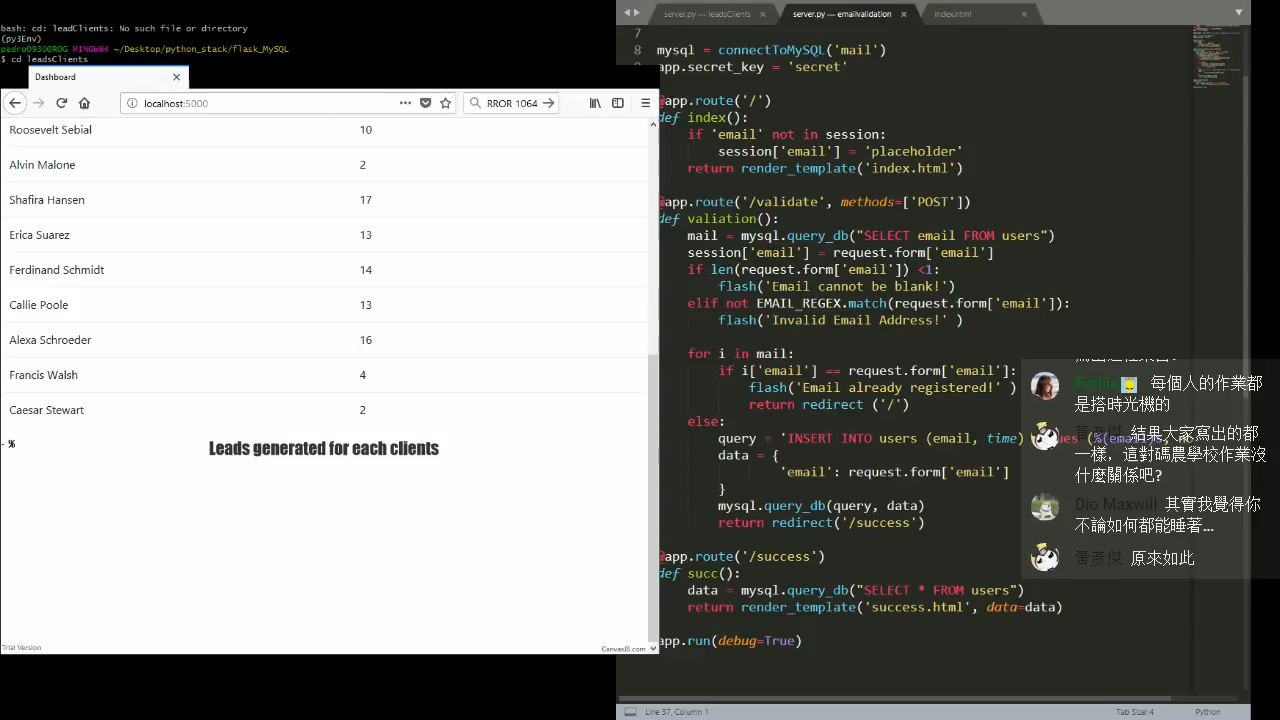 bash: cd: leadClients: No such file or directory
(py3Env)
pedro09300ROG MINGW64 ~/Desktop/python_stack/flask_MySQL
$ cd leadsClients
Dashboard
localhost:5000
RROR 1064
Roosevelt Sebial 10
Alvin Malone 2
Shafira Hansen 17
Erica Suarez 13
Ferdinand Schmidt 14
Callie Poole 13
Alexa Schroeder 16
Francis Walsh 4
Caesar Stewart 2
- %
Leads generated for each clients
Trial Version
CanvasJS.com
server.py — leadsClients
server.py — emailvalidation
index.html
7
8 mysql = connectToMySQL('mail')
app.secret_key = 'secret'
@app.route('/')
def index():
if 'email' not in session:
session['email'] = 'placeholder'
return render_template('index.html')
@app.route('/validate', methods=['POST'])
def valiation():
mail = mysql.query_db("SELECT email FROM users")
session['email'] = request.form['email']
if len(request.form['email']) <1:
flash('Email cannot be blank!')
elif not EMAIL_REGEX.match(request.form['email']):
flash('Invalid Email Address!' )
for i in mail:
if i['email'] == request.form['email']:
flash('Email already registered!' )
return redirect ('/')
else:
query = 'INSERT INTO users (email, time)
data = {
'email': request.form['email']
}
mysql.query_db(query, data)
return redirect('/success')
@app.route('/success')
def succ():
data = mysql.query_db("SELECT * FROM users")
return render_template('success.html', data=data)
app.run(debug=True)
每個人的作業都
是搭時光機的
黃彥傑 結果大家寫出的都
一樣，這對碼農學校作業沒
什麼關係吧?
Dio Maxwill 其實我覺得你
不論如何都能睡著...
黃彥傑 原來如此
Line 37, Column 1
Tab Size: 4
Python